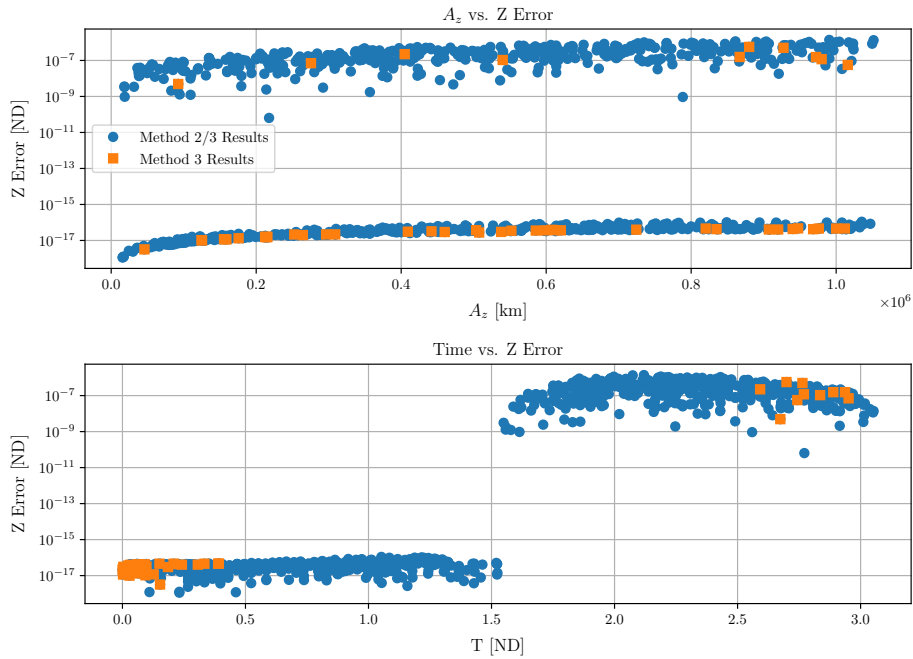 A_z vs. Z Error
Z Error [ND]
10^−7
10^−9
10^−11
10^−13
10^−15
10^−17
Method 2/3 Results
Method 3 Results
0.0 0.2 0.4 0.6 0.8 1.0
×10^6
A_z [km]
Time vs. Z Error
Z Error [ND]
10^−7
10^−9
10^−11
10^−13
10^−15
10^−17
0.0 0.5 1.0 1.5 2.0 2.5 3.0
T [ND]